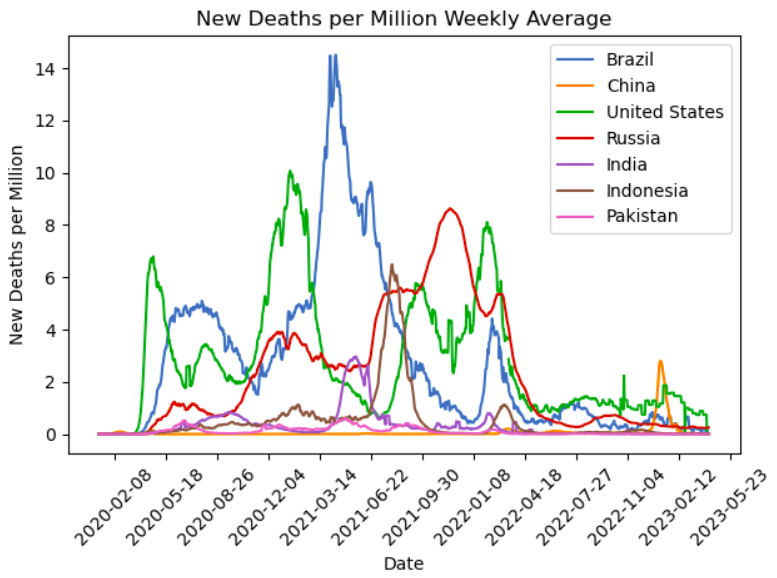 New Deaths per Million Weekly Average
New Deaths per Million
14
12
10
8
6
4
2
0
Brazil
China
United States
Russia
India
Indonesia
Pakistan
2020-02-08
2020-05-18
2020-08-26
2020-12-04
2021-03-14
2021-06-22
2021-09-30
2022-01-08
2022-04-18
2022-07-27
2022-11-04
2023-02-12
2023-05-23
Date